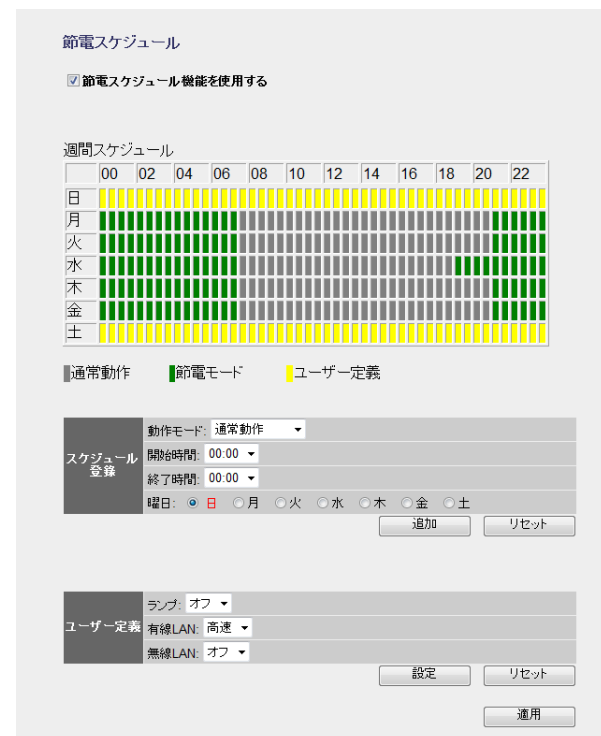 節電スケジュール
節電スケジュール機能を使用する
週間スケジュール
00 02 04 06 08 10 12 14 16 18 20 22
日
月
火
水
木
金
土
通常動作 節電モード ユーザー定義
スケジュール登録
動作モード: 通常動作
開始時間: 00:00
終了時間: 00:00
曜日: 日 月 火 水 木 金 土
追加 リセット
ユーザー定義
ランプ: オフ
有線LAN: 高速
無線LAN: オフ
設定 リセット
適用